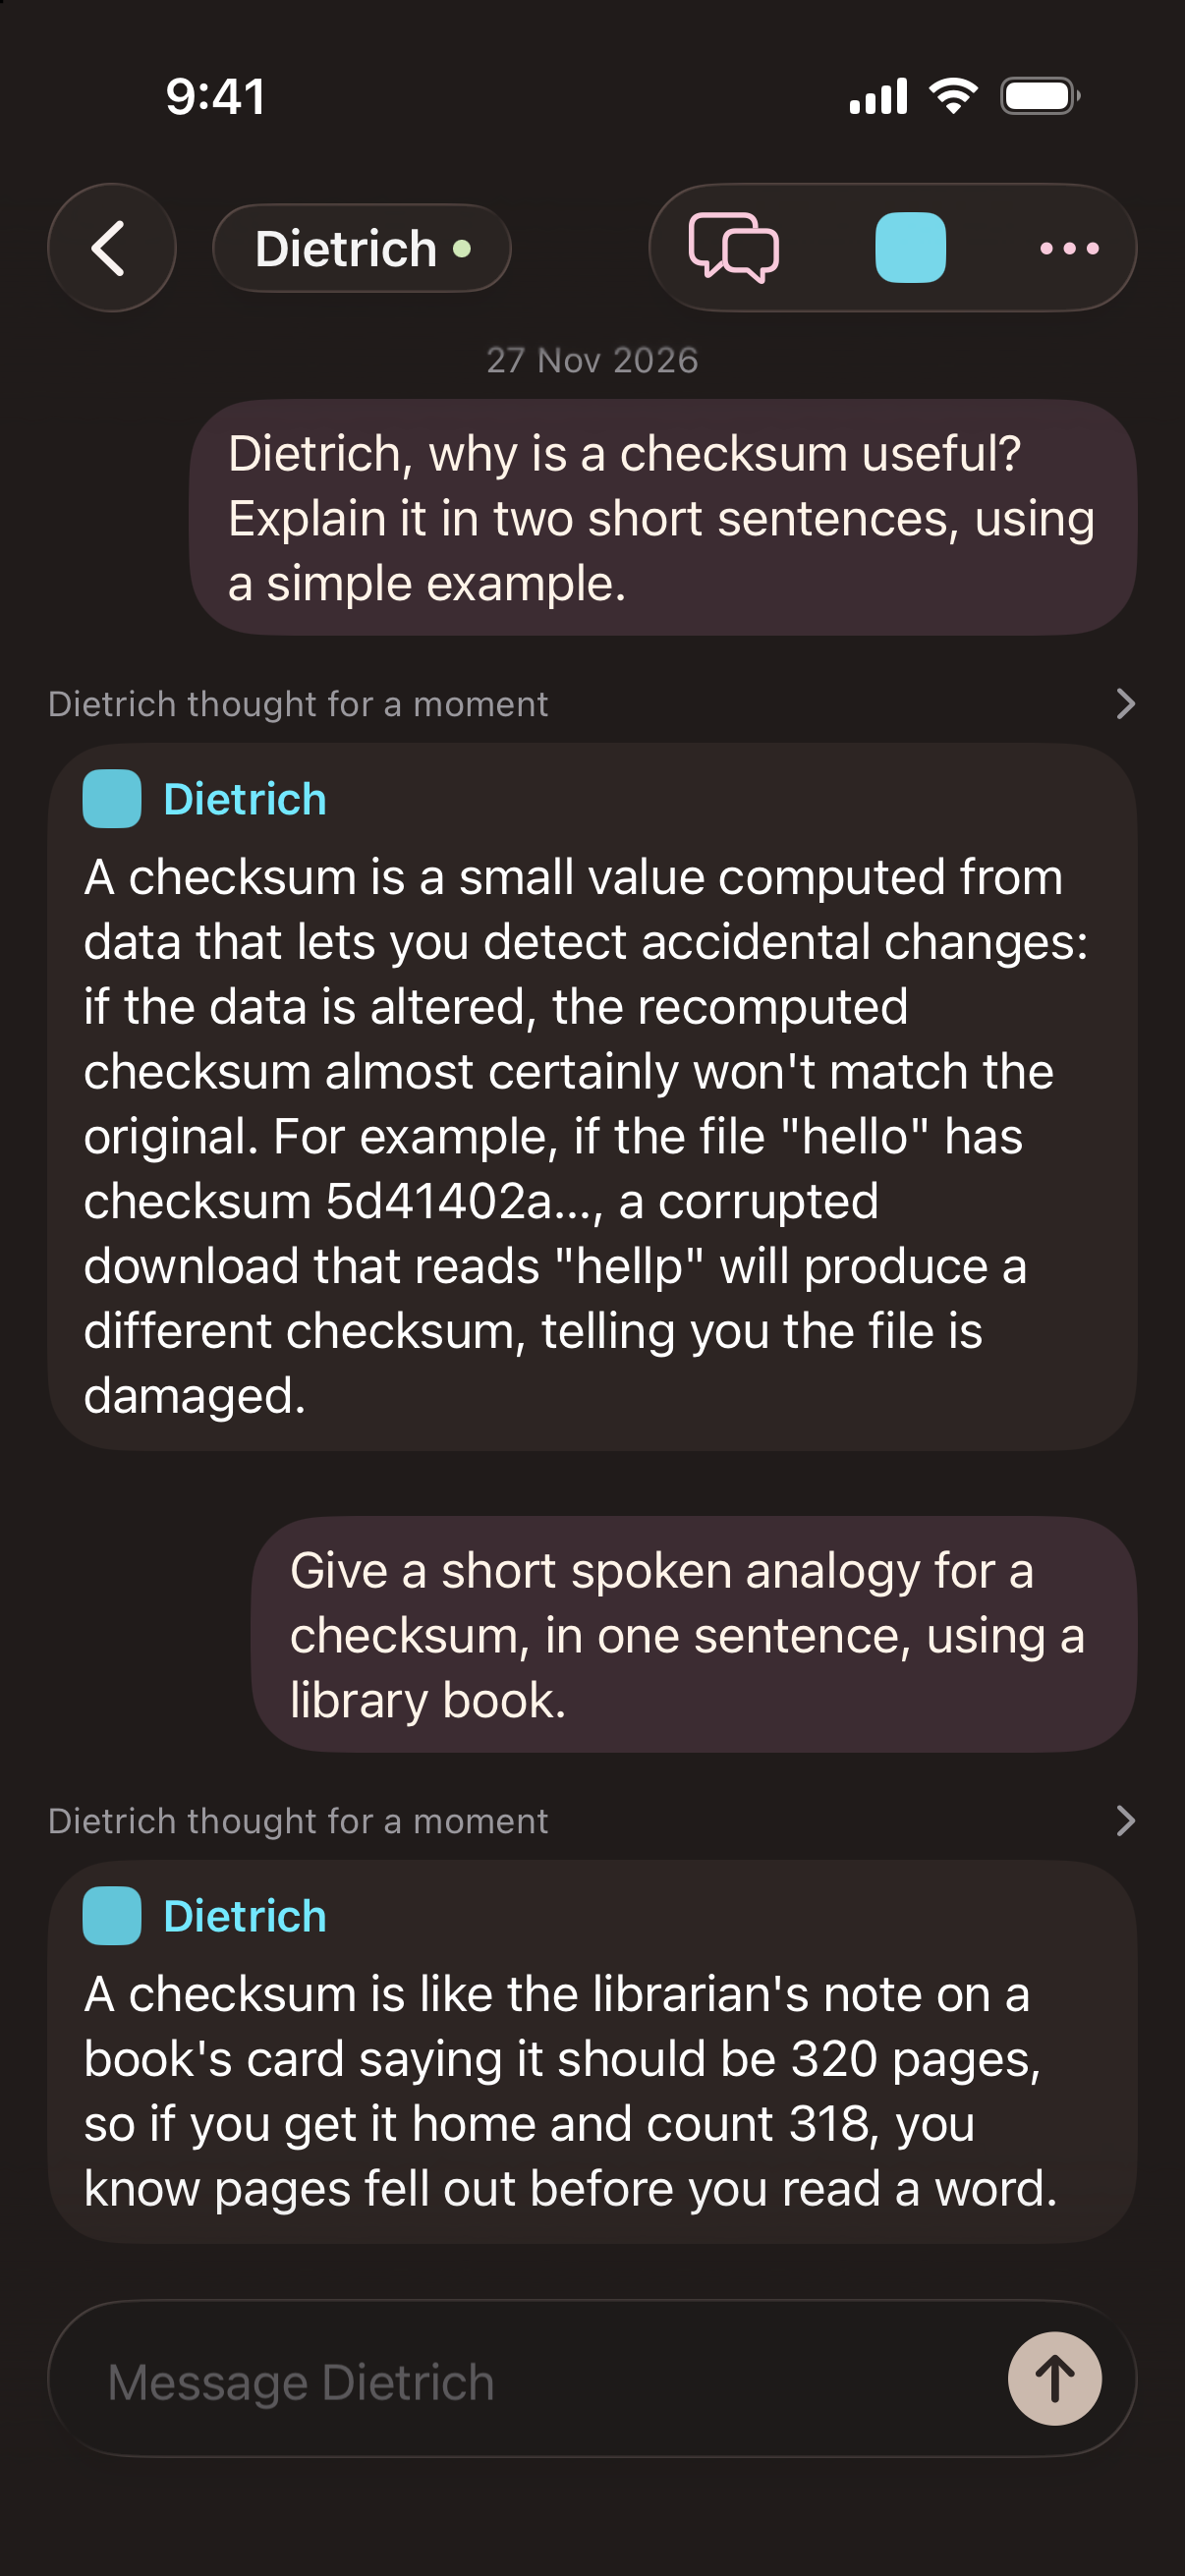 9:41
Dietrich
27 Nov 2026
Dietrich, why is a checksum useful?
Explain it in two short sentences, using
a simple example.
Dietrich thought for a moment
Dietrich
A checksum is a small value computed from
data that lets you detect accidental changes:
if the data is altered, the recomputed
checksum almost certainly won't match the
original. For example, if the file "hello" has
checksum 5d41402a..., a corrupted
download that reads "hellp" will produce a
different checksum, telling you the file is
damaged.
Give a short spoken analogy for a
checksum, in one sentence, using a
library book.
Dietrich thought for a moment
Dietrich
A checksum is like the librarian's note on a
book's card saying it should be 320 pages,
so if you get it home and count 318, you
know pages fell out before you read a word.
Message Dietrich